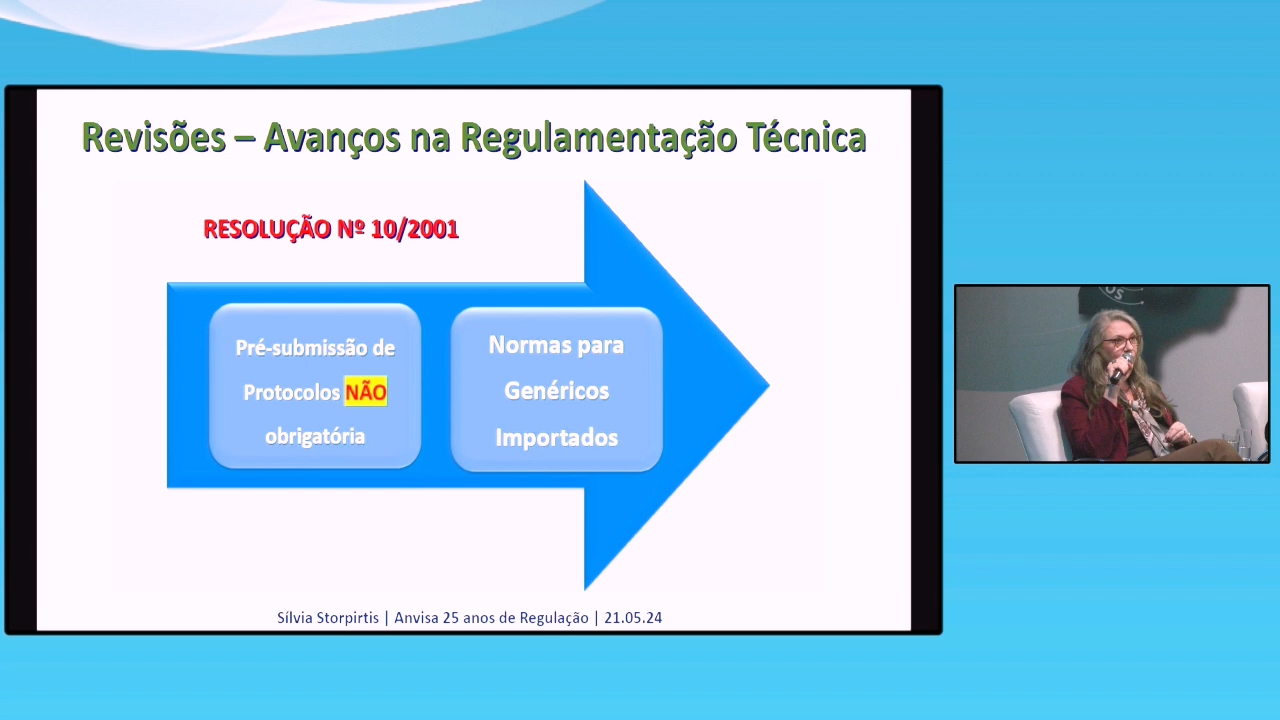 Revisões – Avanços na Regulamentação Técnica
RESOLUÇÃO Nº 10/2001
Pré-submissão de
Protocolos NÃO
obrigatória
Normas para
Genéricos
Importados
Sílvia Storpirtis | Anvisa 25 anos de Regulação | 21.05.24